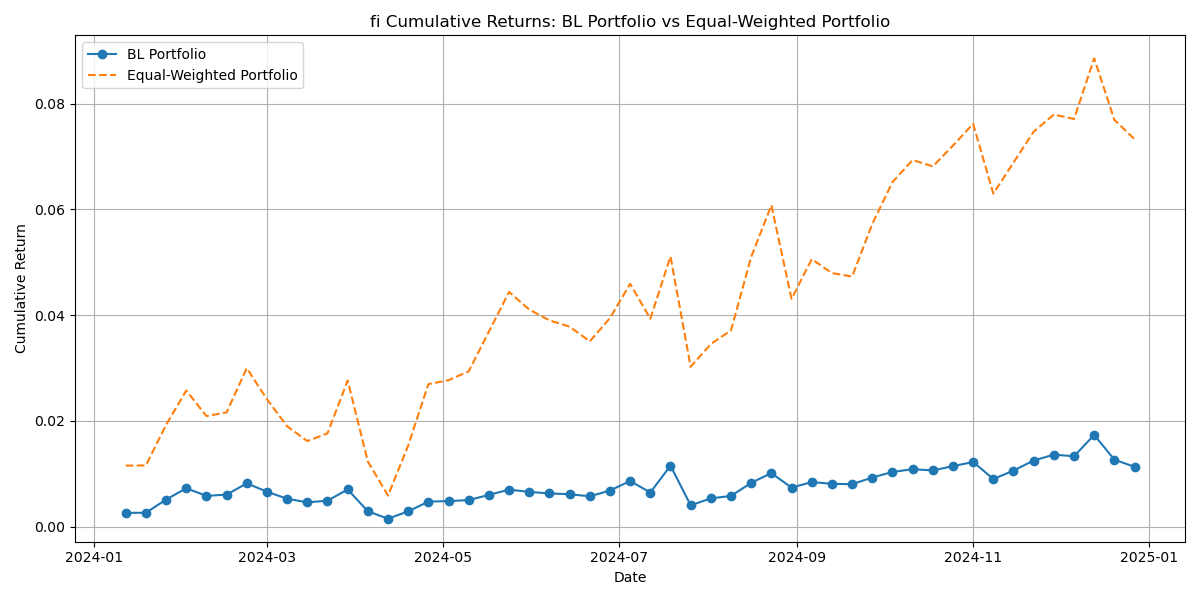 fi Cumulative Returns: BL Portfolio vs Equal-Weighted Portfolio
BL Portfolio
Equal-Weighted Portfolio
Cumulative Return
0.08
0.06
0.04
0.02
0.00
2024-01
2024-03
2024-05
2024-07
2024-09
2024-11
2025-01
Date